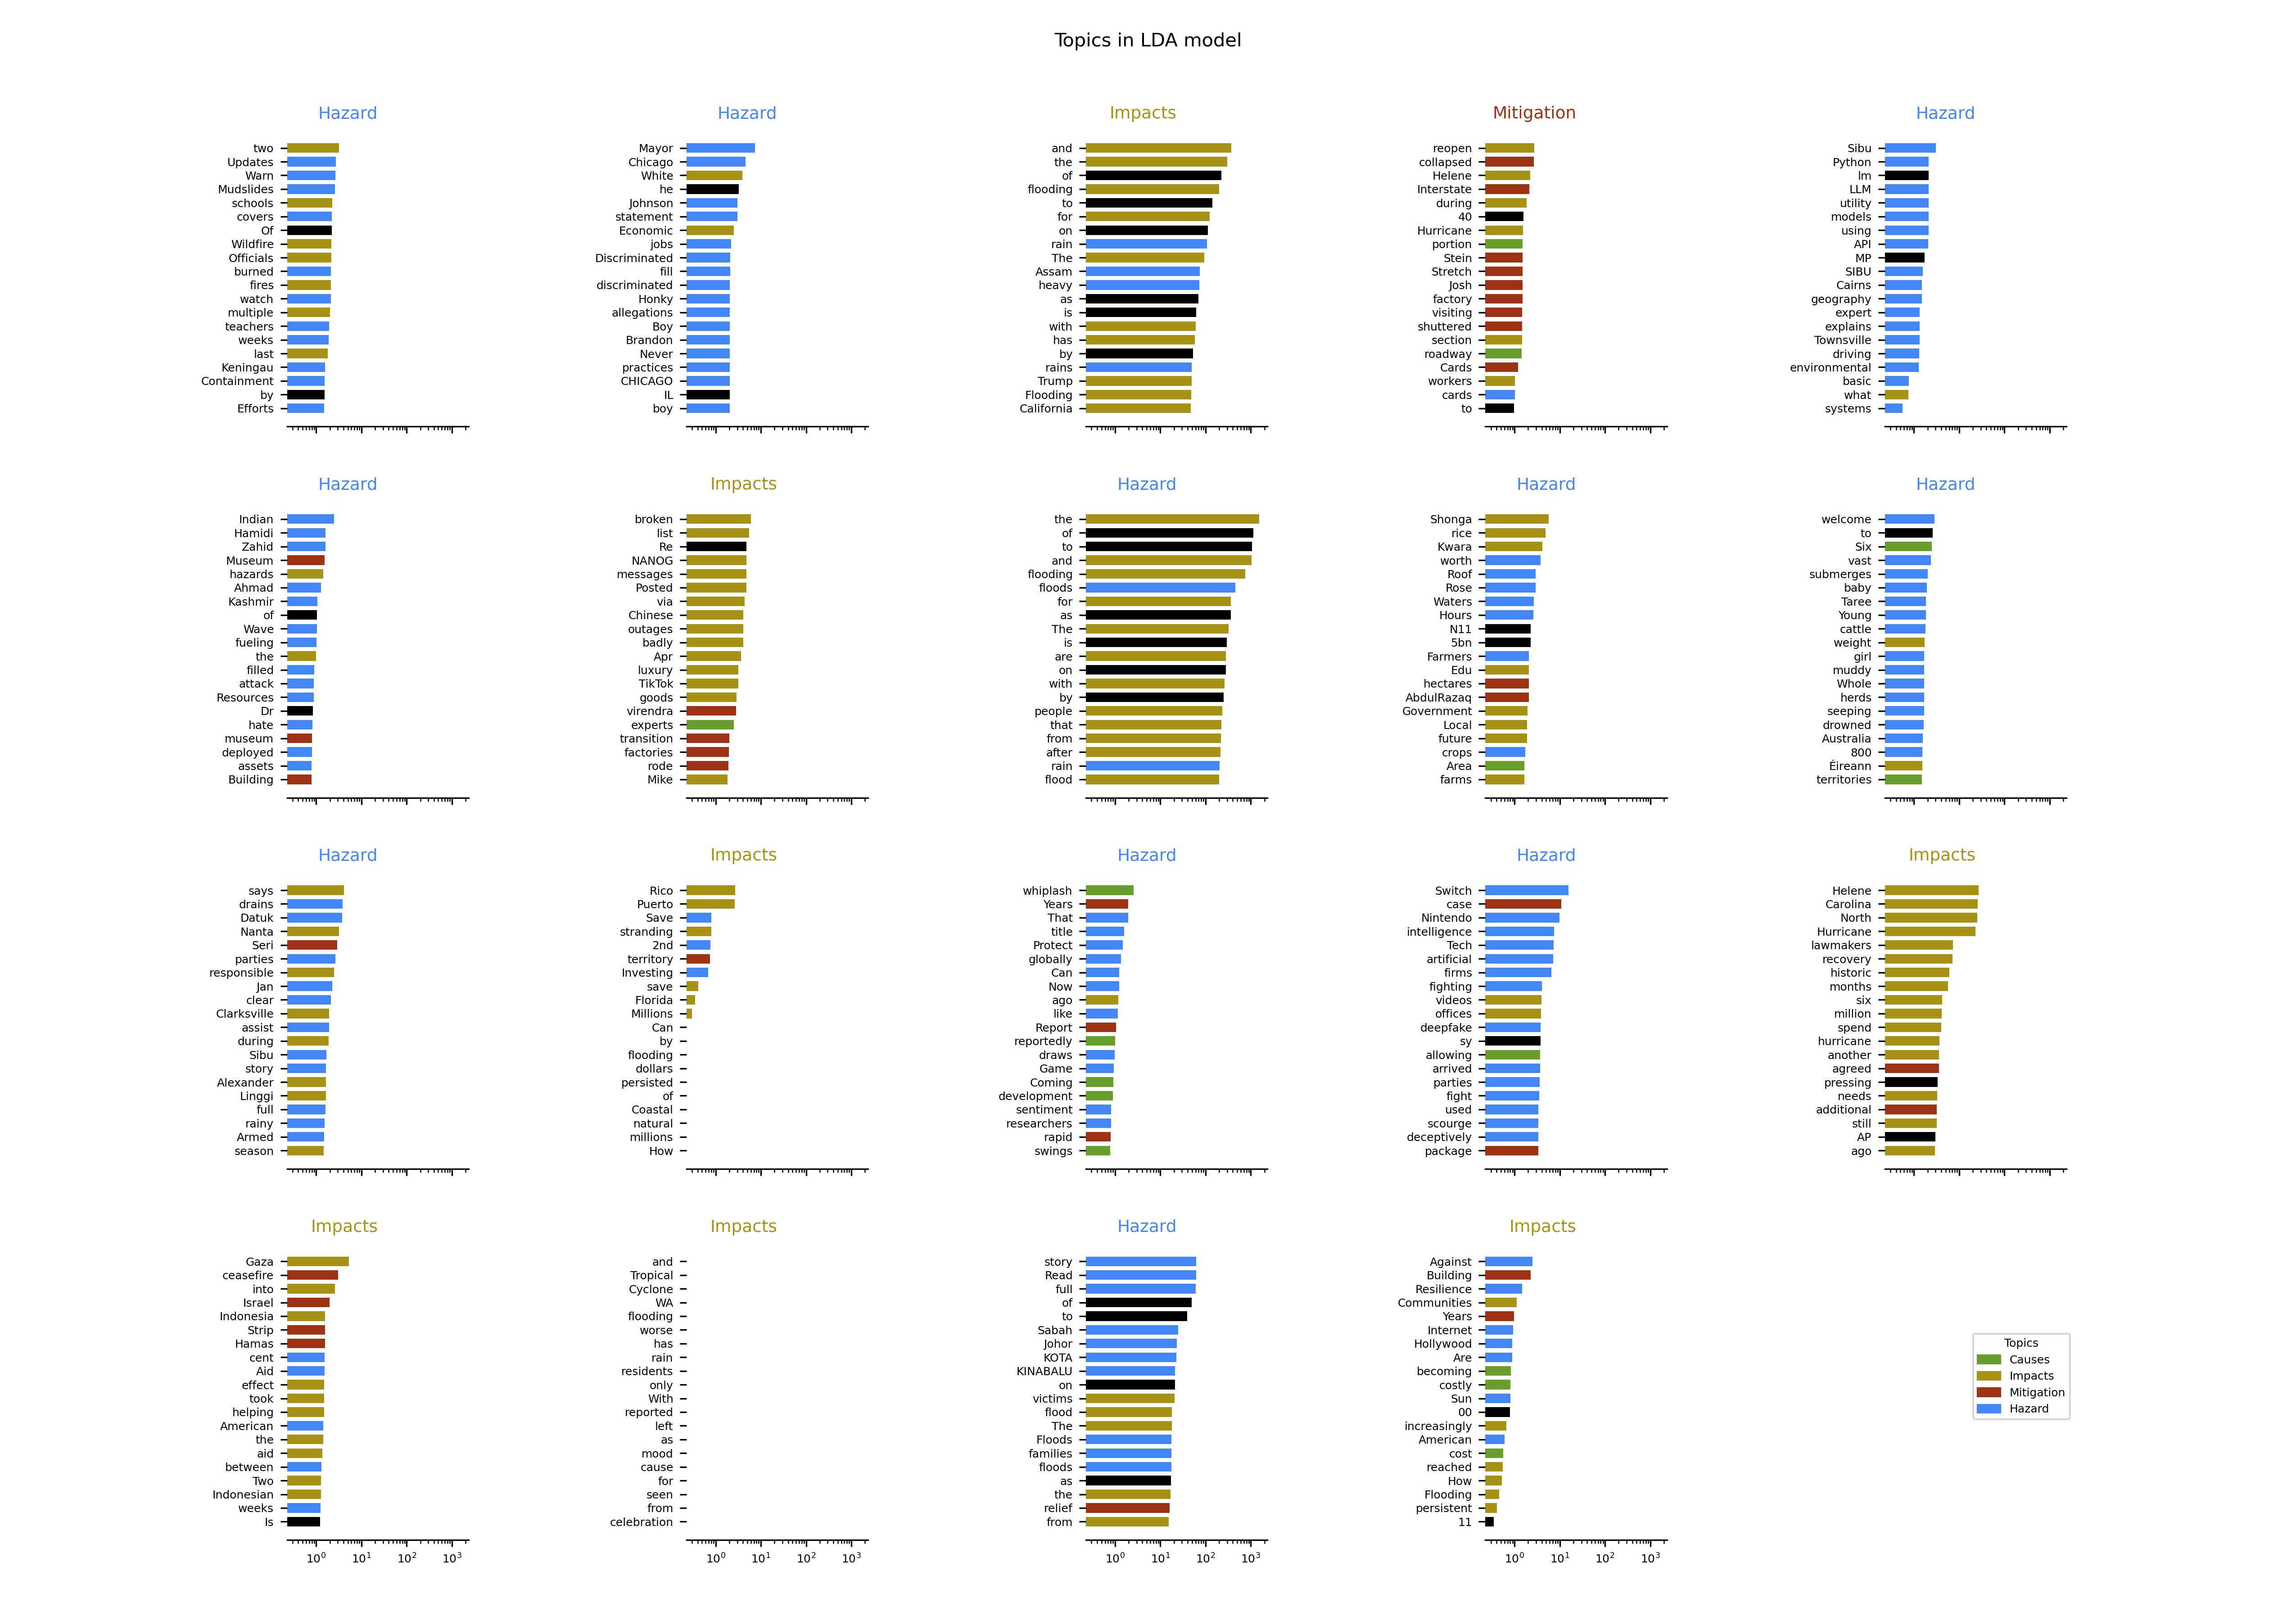 Topics in LDA model
Hazard
two
Updates
Warn
Mudslides
schools
covers
Of
Wildfire
Officials
burned
fires
watch
multiple
teachers
weeks
last
Keningau
Containment
by
Efforts
Hazard
Mayor
Chicago
White
he
Johnson
statement
Economic
jobs
Discriminated
fill
discriminated
Honky
allegations
Boy
Brandon
Never
practices
CHICAGO
IL
boy
Impacts
and
the
of
flooding
to
for
on
rain
The
Assam
heavy
as
is
with
has
by
rains
Trump
Flooding
California
Mitigation
reopen
collapsed
Helene
Interstate
during
40
Hurricane
portion
Stein
Stretch
Josh
factory
visiting
shuttered
section
roadway
Cards
workers
cards
to
Hazard
Sibu
Python
lm
LLM
utility
models
using
API
MP
SIBU
Cairns
geography
expert
explains
Townsville
driving
environmental
basic
what
systems
Hazard
Indian
Hamidi
Zahid
Museum
hazards
Ahmad
Kashmir
of
Wave
fueling
the
filled
attack
Resources
Dr
hate
museum
deployed
assets
Building
Impacts
broken
list
Re
NANOG
messages
Posted
via
Chinese
outages
badly
Apr
luxury
TikTok
goods
virendra
experts
transition
factories
rode
Mike
Hazard
the
of
to
and
flooding
floods
for
as
The
is
are
on
with
by
people
that
from
after
rain
flood
Hazard
Shonga
rice
Kwara
worth
Roof
Rose
Waters
Hours
N11
5bn
Farmers
Edu
hectares
AbdulRazaq
Government
Local
future
crops
Area
farms
Hazard
welcome
to
Six
vast
submerges
baby
Taree
Young
cattle
weight
girl
muddy
Whole
herds
seeping
drowned
Australia
800
Éireann
territories
Hazard
says
drains
Datuk
Nanta
Seri
parties
responsible
Jan
clear
Clarksville
assist
during
Sibu
story
Alexander
Linggi
full
rainy
Armed
season
Impacts
Rico
Puerto
Save
stranding
2nd
territory
Investing
save
Florida
Millions
Can
by
flooding
dollars
persisted
of
Coastal
natural
millions
How
Hazard
whiplash
Years
That
title
Protect
globally
Can
Now
ago
like
Report
reportedly
draws
Game
Coming
development
sentiment
researchers
rapid
swings
Hazard
Switch
case
Nintendo
intelligence
Tech
artificial
firms
fighting
videos
offices
deepfake
sy
allowing
arrived
parties
fight
used
scourge
deceptively
package
Impacts
Helene
Carolina
North
Hurricane
lawmakers
recovery
historic
months
six
million
spend
hurricane
another
agreed
pressing
needs
additional
still
AP
ago
Impacts
Gaza
ceasefire
into
Israel
Indonesia
Strip
Hamas
cent
Aid
effect
took
helping
American
the
aid
between
Two
Indonesian
weeks
Is
10⁰ 10¹ 10² 10³
Impacts
and
Tropical
Cyclone
WA
flooding
worse
has
rain
residents
only
With
reported
left
as
mood
cause
for
seen
from
celebration
10⁰ 10¹ 10² 10³
Hazard
story
Read
full
of
to
Sabah
Johor
KOTA
KINABALU
on
victims
flood
The
Floods
families
floods
as
the
relief
from
10⁰ 10¹ 10² 10³
Impacts
Against
Building
Resilience
Communities
Years
Internet
Hollywood
Are
becoming
costly
Sun
00
increasingly
American
cost
reached
How
Flooding
persistent
11
10⁰ 10¹ 10² 10³
Topics
Causes
Impacts
Mitigation
Hazard